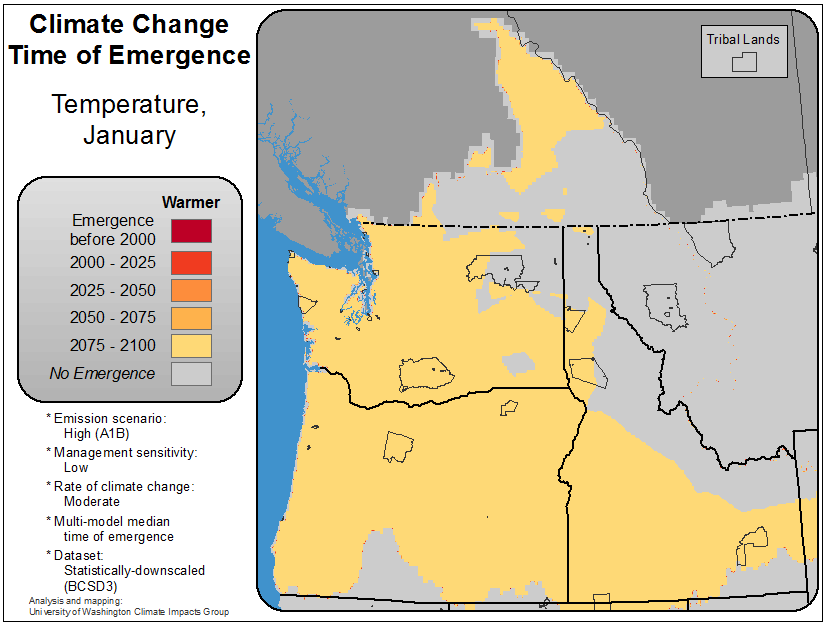 Climate Change
Time of Emergence
Temperature,
January
Warmer
Emergence
before 2000
2000 - 2025
2025 - 2050
2050 - 2075
2075 - 2100
No Emergence
* Emission scenario:
High (A1B)
* Management sensitivity:
Low
* Rate of climate change:
Moderate
* Multi-model median
time of emergence
* Dataset:
Statistically-downscaled
(BCSD3)
Analysis and mapping:
University of Washington Climate Impacts Group
Tribal Lands